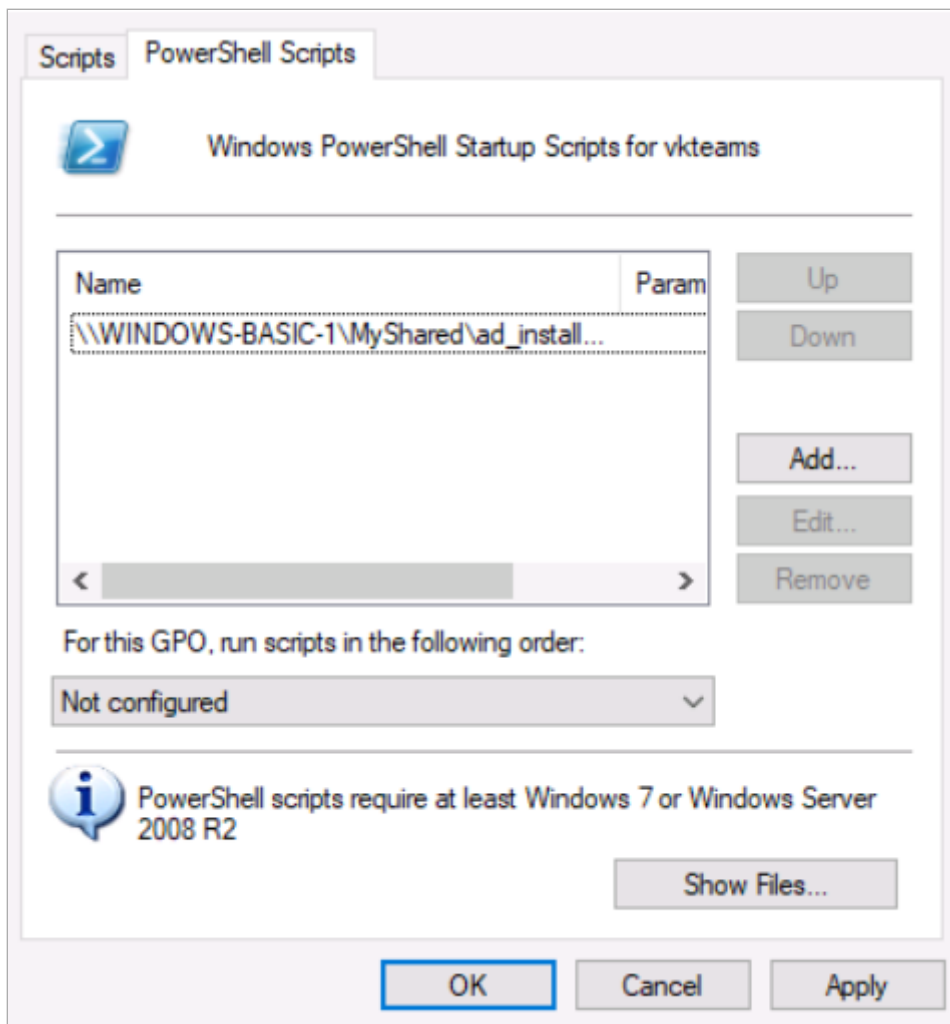 Scripts
PowerShell Scripts
Windows PowerShell Startup Scripts for vkteams
Name
Param
Up
\\WINDOWS-BASIC-1\MyShared\ad_install...
Down
Add...
Edit...
Remove
For this GPO, run scripts in the following order:
Not configured
PowerShell scripts require at least Windows 7 or Windows Server
2008 R2
Show Files...
OK
Cancel
Apply